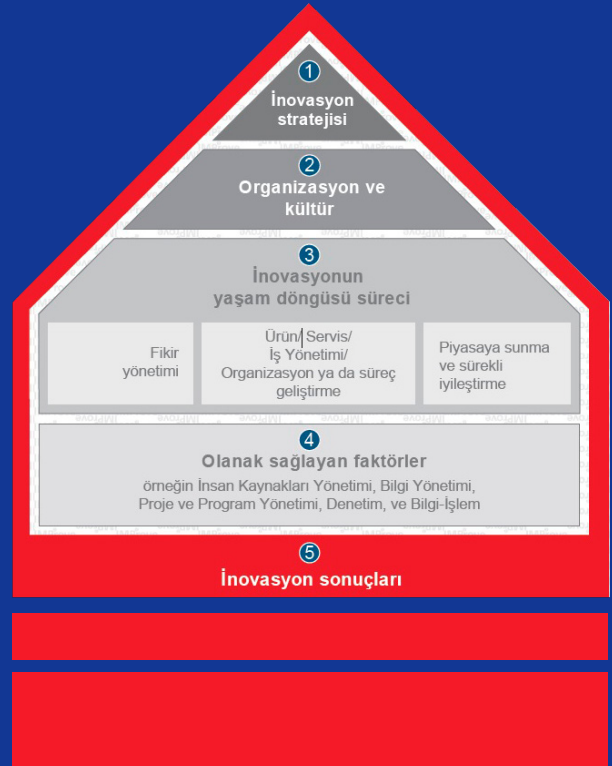 1
İnovasyon
stratejisi
2
Organizasyon ve
kültür
3
İnovasyonun
yaşam döngüsü süreci
Fikir
yönetimi
Ürün/ Servis/
İş Yönetimi/
Organizasyon ya da süreç
geliştirme
Piyasaya sunma
ve sürekli
iyileştirme
4
Olanak sağlayan faktörler
örneğin İnsan Kaynakları Yönetimi, Bilgi Yönetimi,
Proje ve Program Yönetimi, Denetim, ve Bilgi-İşlem
5
İnovasyon sonuçları